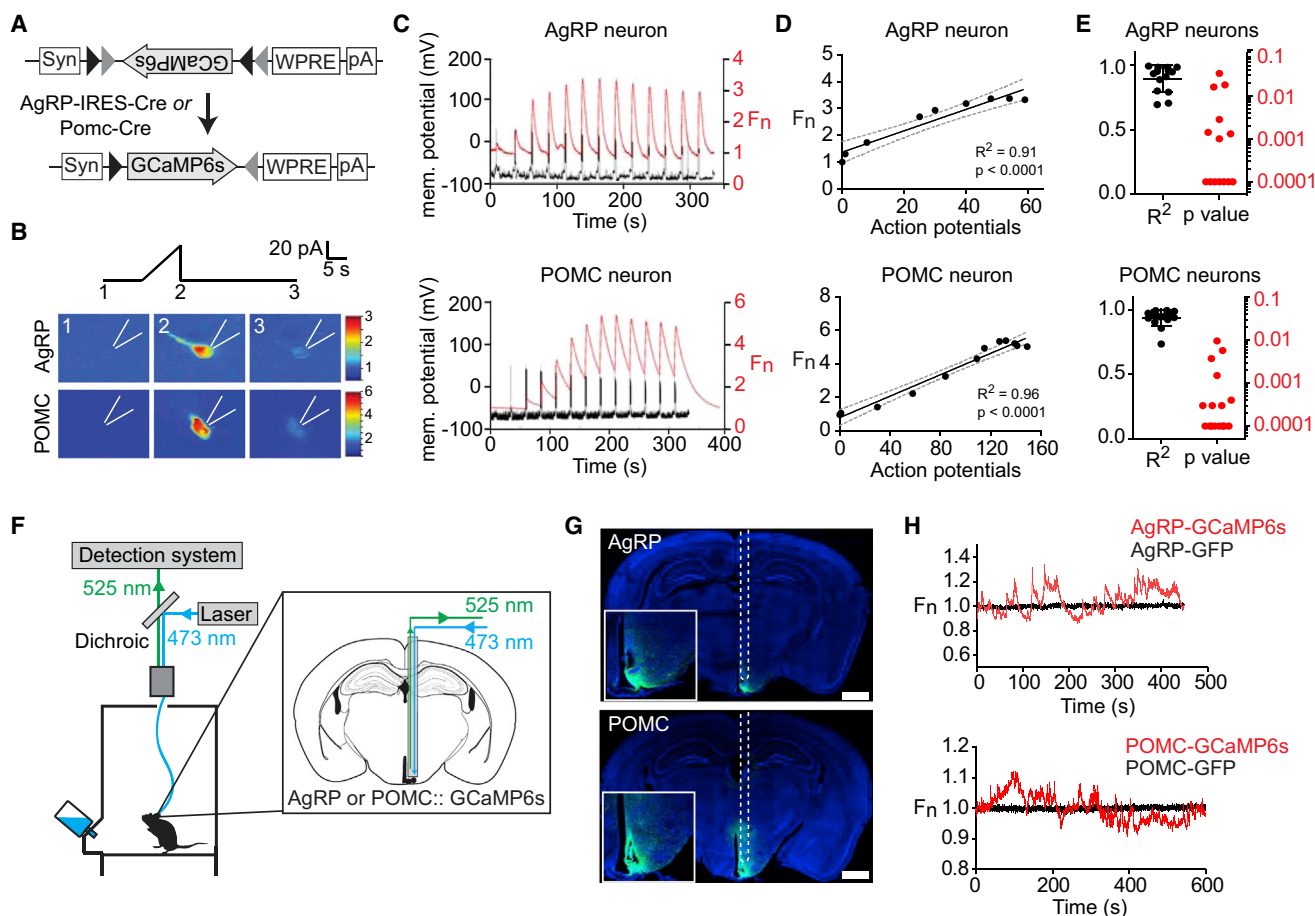 A
Syn
GCaMP6s
WPRE
pA
AgRP-IRES-Cre or
Pomc-Cre
Syn
GCaMP6s
WPRE
pA
B
20 pA
5 s
1
2
3
AgRP
1
2
3
3
2
1
POMC
6
4
2
C
AgRP neuron
mem. potential (mV)
200
100
0
-100
4
3
2
1
0
Fn
0 100 200 300
Time (s)
POMC neuron
mem. potential (mV)
200
100
0
-100
6
4
2
0
Fn
0 100 200 300 400
Time (s)
D
AgRP neuron
Fn
5
4
3
2
1
0
R2 = 0.91
p < 0.0001
0 20 40 60
Action potentials
POMC neuron
Fn
8
6
4
2
0
R2 = 0.96
p < 0.0001
0 40 80 120 160
Action potentials
E
AgRP neurons
1.0
0.5
0.0
0.1
0.01
0.001
0.0001
R2 p value
POMC neurons
1.0
0.5
0.0
0.1
0.01
0.001
0.0001
R2 p value
F
Detection system
525 nm
Laser
Dichroic
473 nm
525 nm
473 nm
AgRP or POMC:: GCaMP6s
G
AgRP
POMC
H
AgRP-GCaMP6s
AgRP-GFP
Fn
1.4
1.2
1.0
0.8
0.6
0.5
0 100 200 300 400 500
Time (s)
POMC-GCaMP6s
POMC-GFP
Fn
1.2
1.1
1.0
0.9
0.8
0 200 400 600
Time (s)